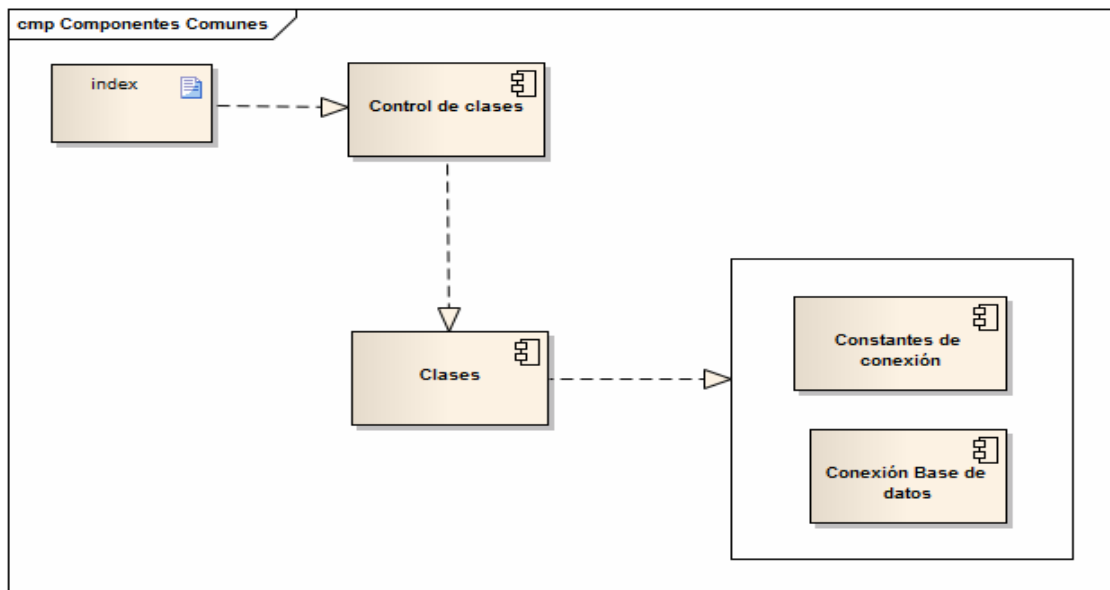 cmp Componentes Comunes
index
Control de clases
Clases
Constantes de
conexión
Conexión Base de
datos